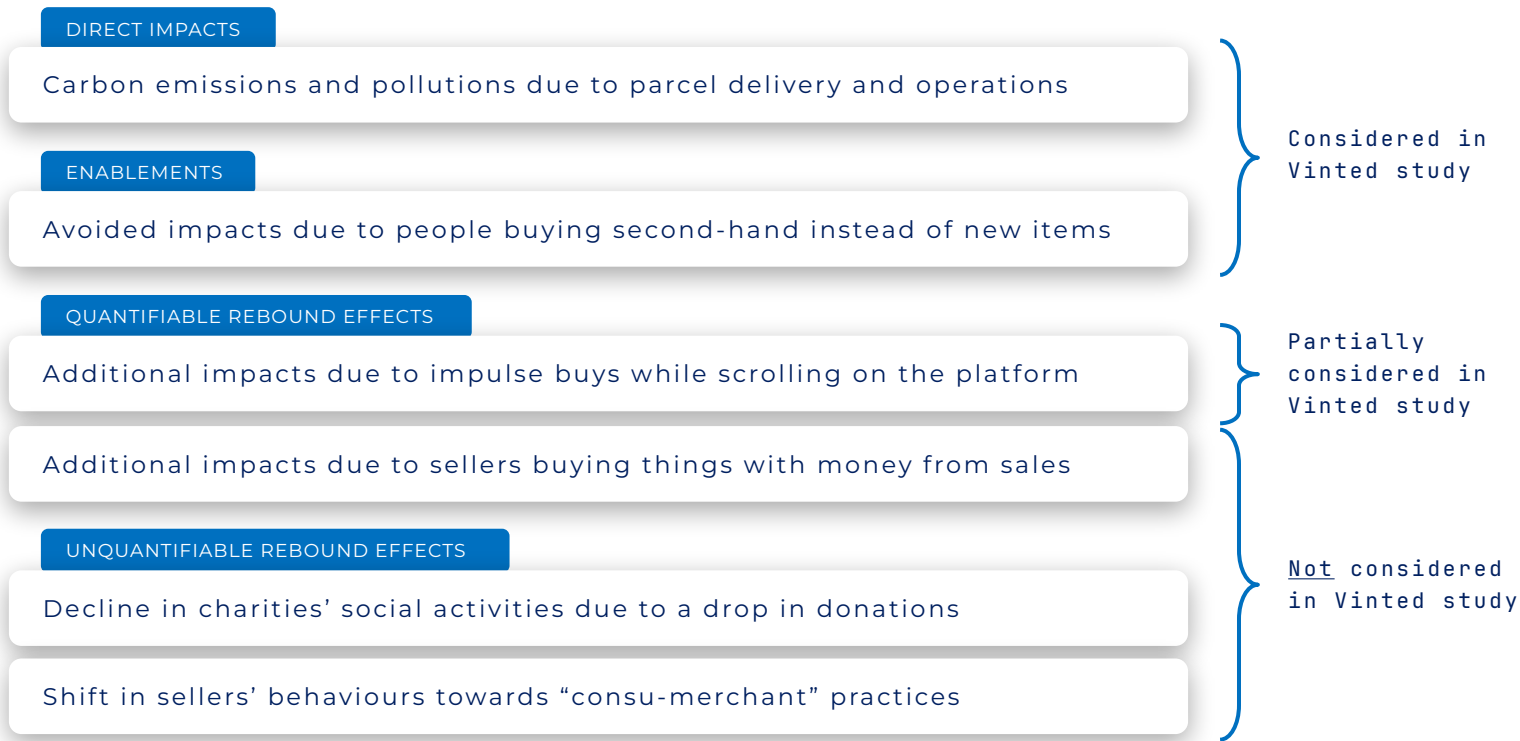 DIRECT IMPACTS
Carbon emissions and pollutions due to parcel delivery and operations
ENABLEMENTS
Avoided impacts due to people buying second-hand instead of new items
Considered in
Vinted study
QUANTIFIABLE REBOUND EFFECTS
Additional impacts due to impulse buys while scrolling on the platform
Partially
considered in
Vinted study
Additional impacts due to sellers buying things with money from sales
UNQUANTIFIABLE REBOUND EFFECTS
Decline in charities’ social activities due to a drop in donations
Shift in sellers’ behaviours towards “consu-merchant” practices
Not considered
in Vinted study